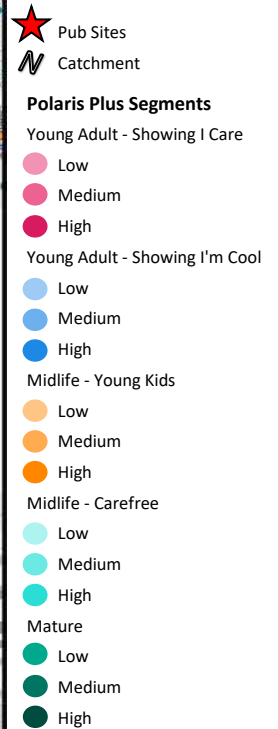 Pub Sites
Catchment
Polaris Plus Segments
Young Adult - Showing I Care
Low
Medium
High
Young Adult - Showing I'm Cool
Low
Medium
High
Midlife - Young Kids
Low
Medium
High
Midlife - Carefree
Low
Medium
High
Mature
Low
Medium
High